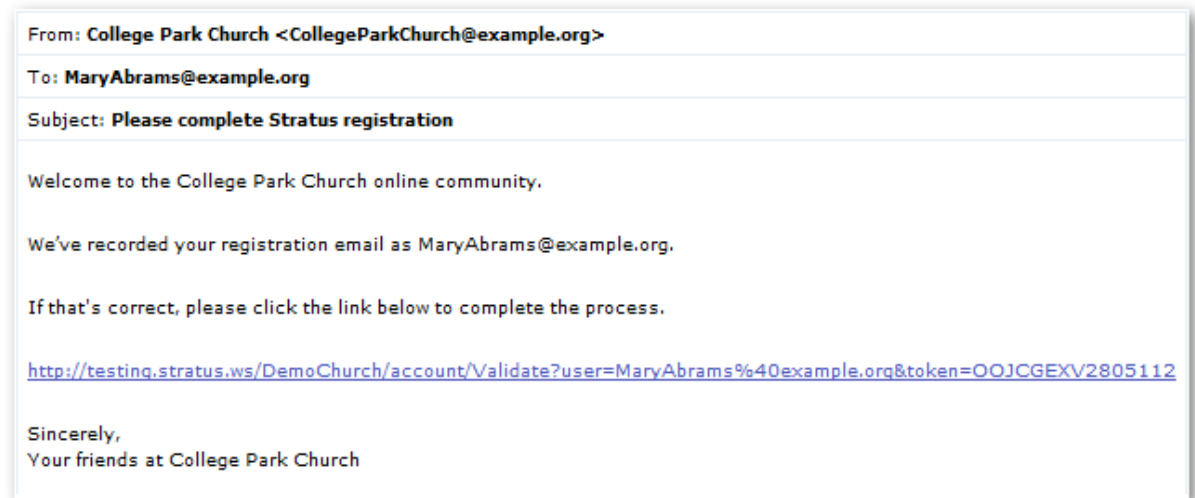 From: College Park Church <CollegeParkChurch@example.org>
To: MaryAbrams@example.org
Subject: Please complete Stratus registration
Welcome to the College Park Church online community.
We've recorded your registration email as MaryAbrams@example.org.
If that's correct, please click the link below to complete the process.
http://testing.stratus.ws/DemoChurch/account/Validate?user=MaryAbrams%40example.org&token=OOJCGEXV2805112
Sincerely,
Your friends at College Park Church